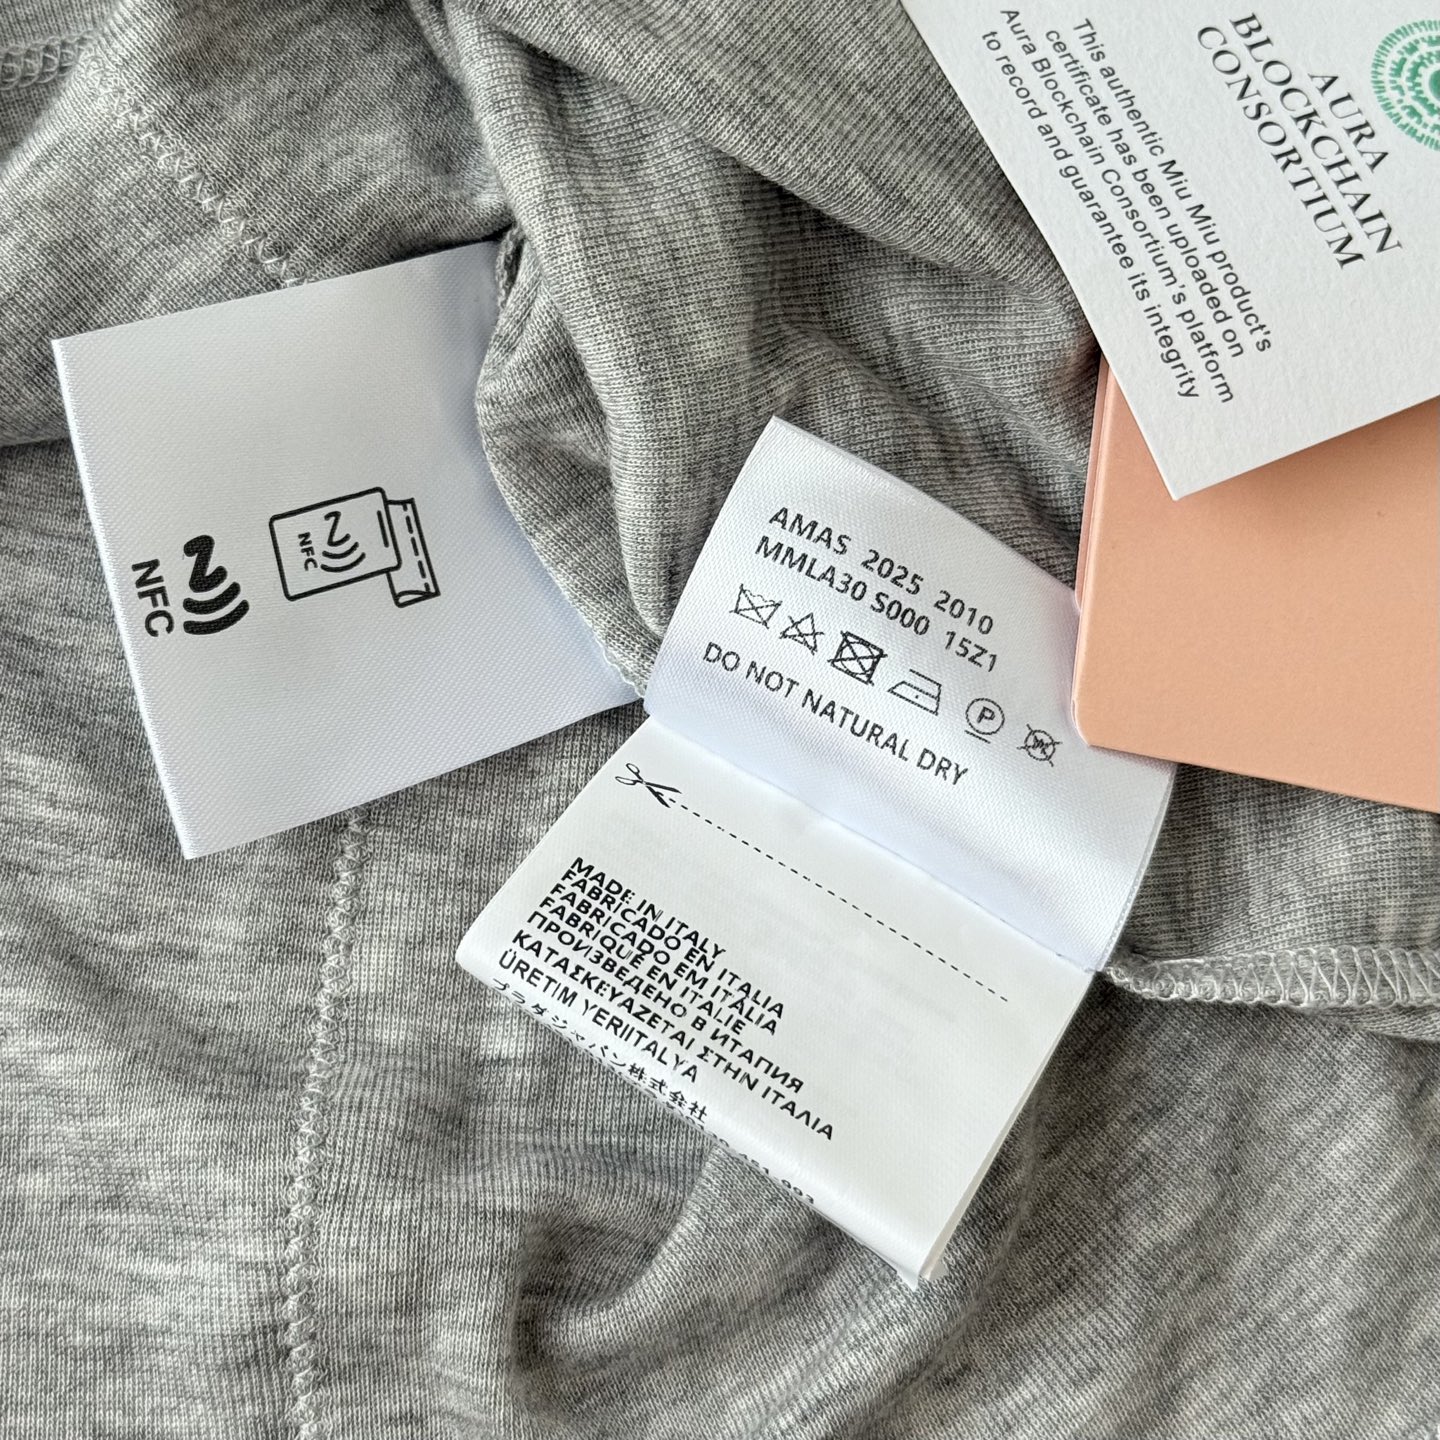 AURA
BLOCKCHAIN
CONSORTIUM
This authentic Miu Miu product's
certificate has been uploaded on
Aura Blockchain Consortium's platform
to record and guarantee its integrity
NFC
NFC
AMAS 2025 2010
MMLA30 S000 15Z1
P
DO NOT NATURAL DRY
MADE IN ITALY
FABRICADO EN ITALIA
FABRICADO EM ITÁLIA
FABRIQUÉ EN ITALIE
ПРОИЗВЕДЕНО В ИТАПИЯ
ΚΑΤΑΣΚΕΥΑΖΕΤΑΙ ΣΤΗΝ ΙΤΑΛΙΑ
ÜRETIM YERIITALYA
プラダジャパン株式会社